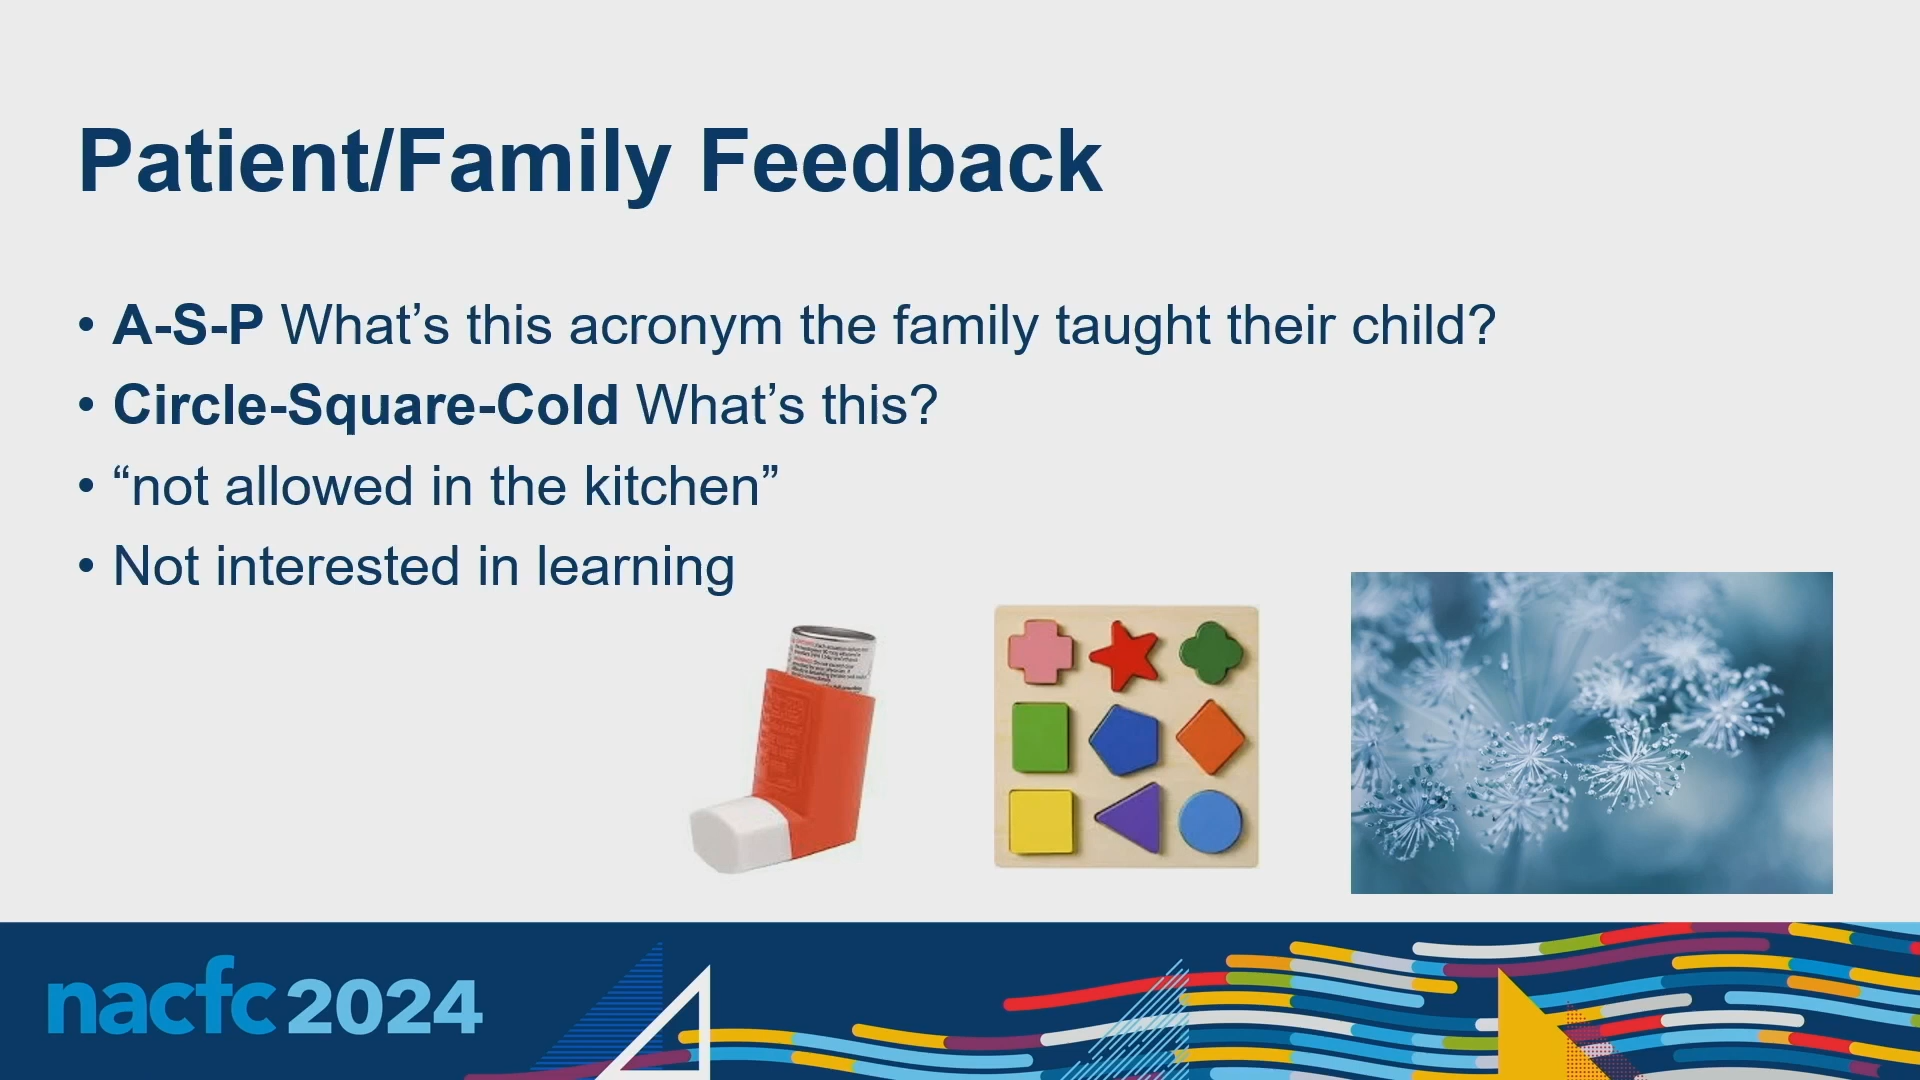 Patient/Family Feedback
• A-S-P What’s this acronym the family taught their child?
• Circle-Square-Cold What’s this?
• “not allowed in the kitchen”
• Not interested in learning
nacfc 2024